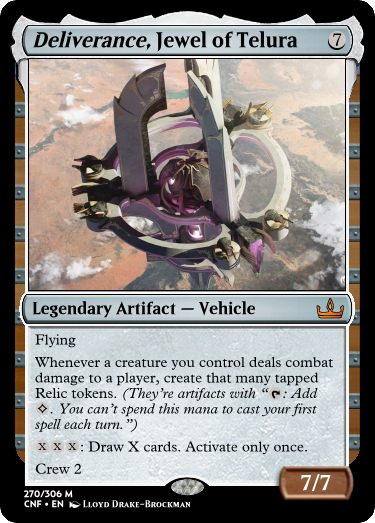 Deliverance, Jewel of Telura 7
Legendary Artifact — Vehicle
Flying
Whenever a creature you control deals combat
damage to a player, create that many tapped
Relic tokens. (They’re artifacts with “: Add
. You can’t spend this mana to cast your first
spell each turn.”)
X X X: Draw X cards. Activate only once.
Crew 2
7/7
270/306 M
CNF • EN Lloyd Drake-Brockman